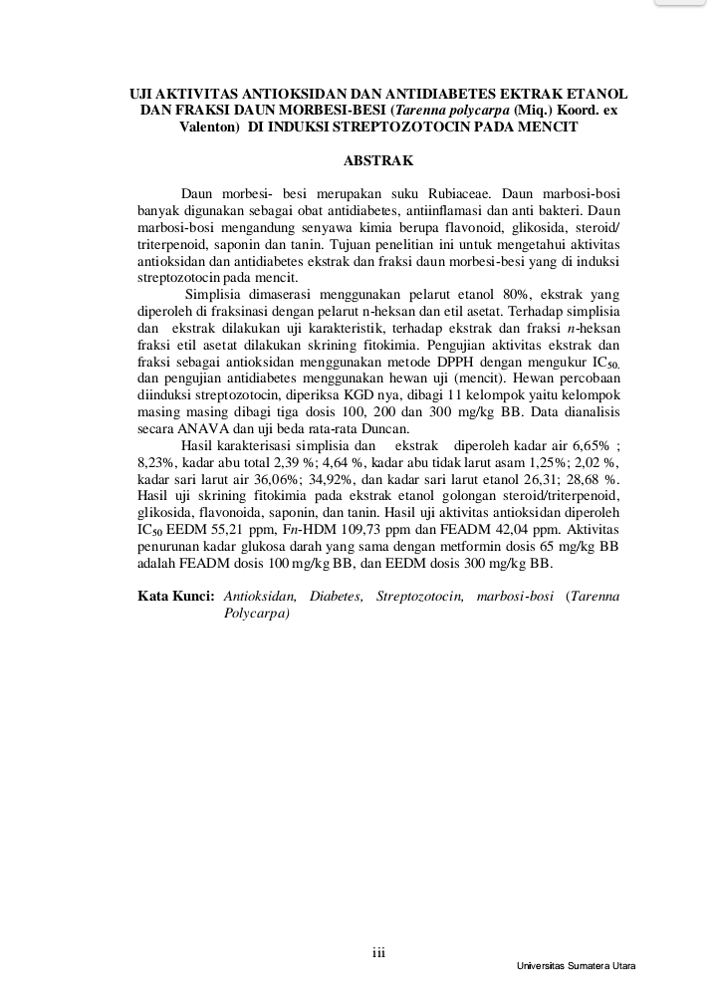 UJI AKTIVITAS ANTIOKSIDAN DAN ANTIDIABETES EKTRAK ETANOL
DAN FRAKSI DAUN MORBESI-BESI (Tarenna polycarpa (Miq.) Koord. ex
Valenton) DI INDUKSI STREPTOZOTOCIN PADA MENCIT
ABSTRAK
Daun morbesi- besi merupakan suku Rubiaceae. Daun marbosi-bosi
banyak digunakan sebagai obat antidiabetes, antiinflamasi dan anti bakteri. Daun
marbosi-bosi mengandung senyawa kimia berupa flavonoid, glikosida, steroid/
triterpenoid, saponin dan tanin. Tujuan penelitian ini untuk mengetahui aktivitas
antioksidan dan antidiabetes ekstrak dan fraksi daun morbesi-besi yang di induksi
streptozotocin pada mencit.
Simplisia dimaserasi menggunakan pelarut etanol 80%, ekstrak yang
diperoleh di fraksinasi dengan pelarut n-heksan dan etil asetat. Terhadap simplisia
dan ekstrak dilakukan uji karakteristik, terhadap ekstrak dan fraksi n-heksan
fraksi etil asetat dilakukan skrining fitokimia. Pengujian aktivitas ekstrak dan
fraksi sebagai antioksidan menggunakan metode DPPH dengan mengukur IC50.
dan pengujian antidiabetes menggunakan hewan uji (mencit). Hewan percobaan
diinduksi streptozotocin, diperiksa KGD nya, dibagi 11 kelompok yaitu kelompok
masing masing dibagi tiga dosis 100, 200 dan 300 mg/kg BB. Data dianalisis
secara ANAVA dan uji beda rata-rata Duncan.
Hasil karakterisasi simplisia dan ekstrak diperoleh kadar air 6,65% ;
8,23%, kadar abu total 2,39 %; 4,64 %, kadar abu tidak larut asam 1,25%; 2,02 %,
kadar sari larut air 36,06%; 34,92%, dan kadar sari larut etanol 26,31; 28,68 %.
Hasil uji skrining fitokimia pada ekstrak etanol golongan steroid/triterpenoid,
glikosida, flavonoida, saponin, dan tanin. Hasil uji aktivitas antioksidan diperoleh
IC50 EEDM 55,21 ppm, Fn-HDM 109,73 ppm dan FEADM 42,04 ppm. Aktivitas
penurunan kadar glukosa darah yang sama dengan metformin dosis 65 mg/kg BB
adalah FEADM dosis 100 mg/kg BB, dan EEDM dosis 300 mg/kg BB.
Kata Kunci: Antioksidan, Diabetes, Streptozotocin, marbosi-bosi (Tarenna
Polycarpa)
iii
Universitas Sumatera Utara